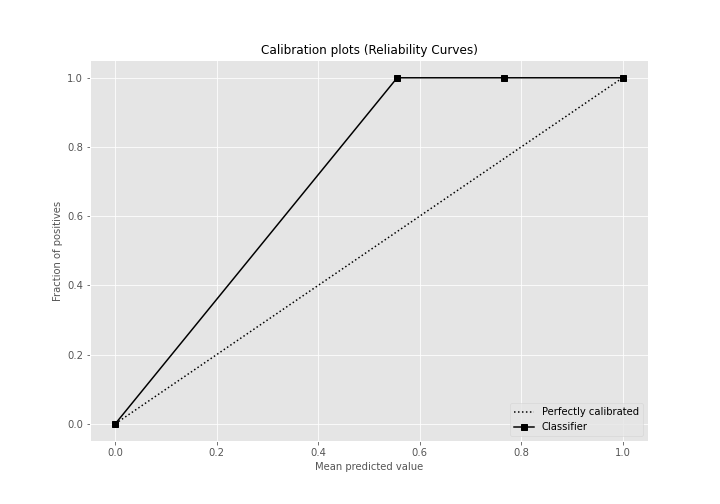 Calibration plots (Reliability Curves)
1.0
0.8
0.6
0.4
0.2
0.0
Fraction of positives
Perfectly calibrated
Classifier
0.0 0.2 0.4 0.6 0.8 1.0
Mean predicted value